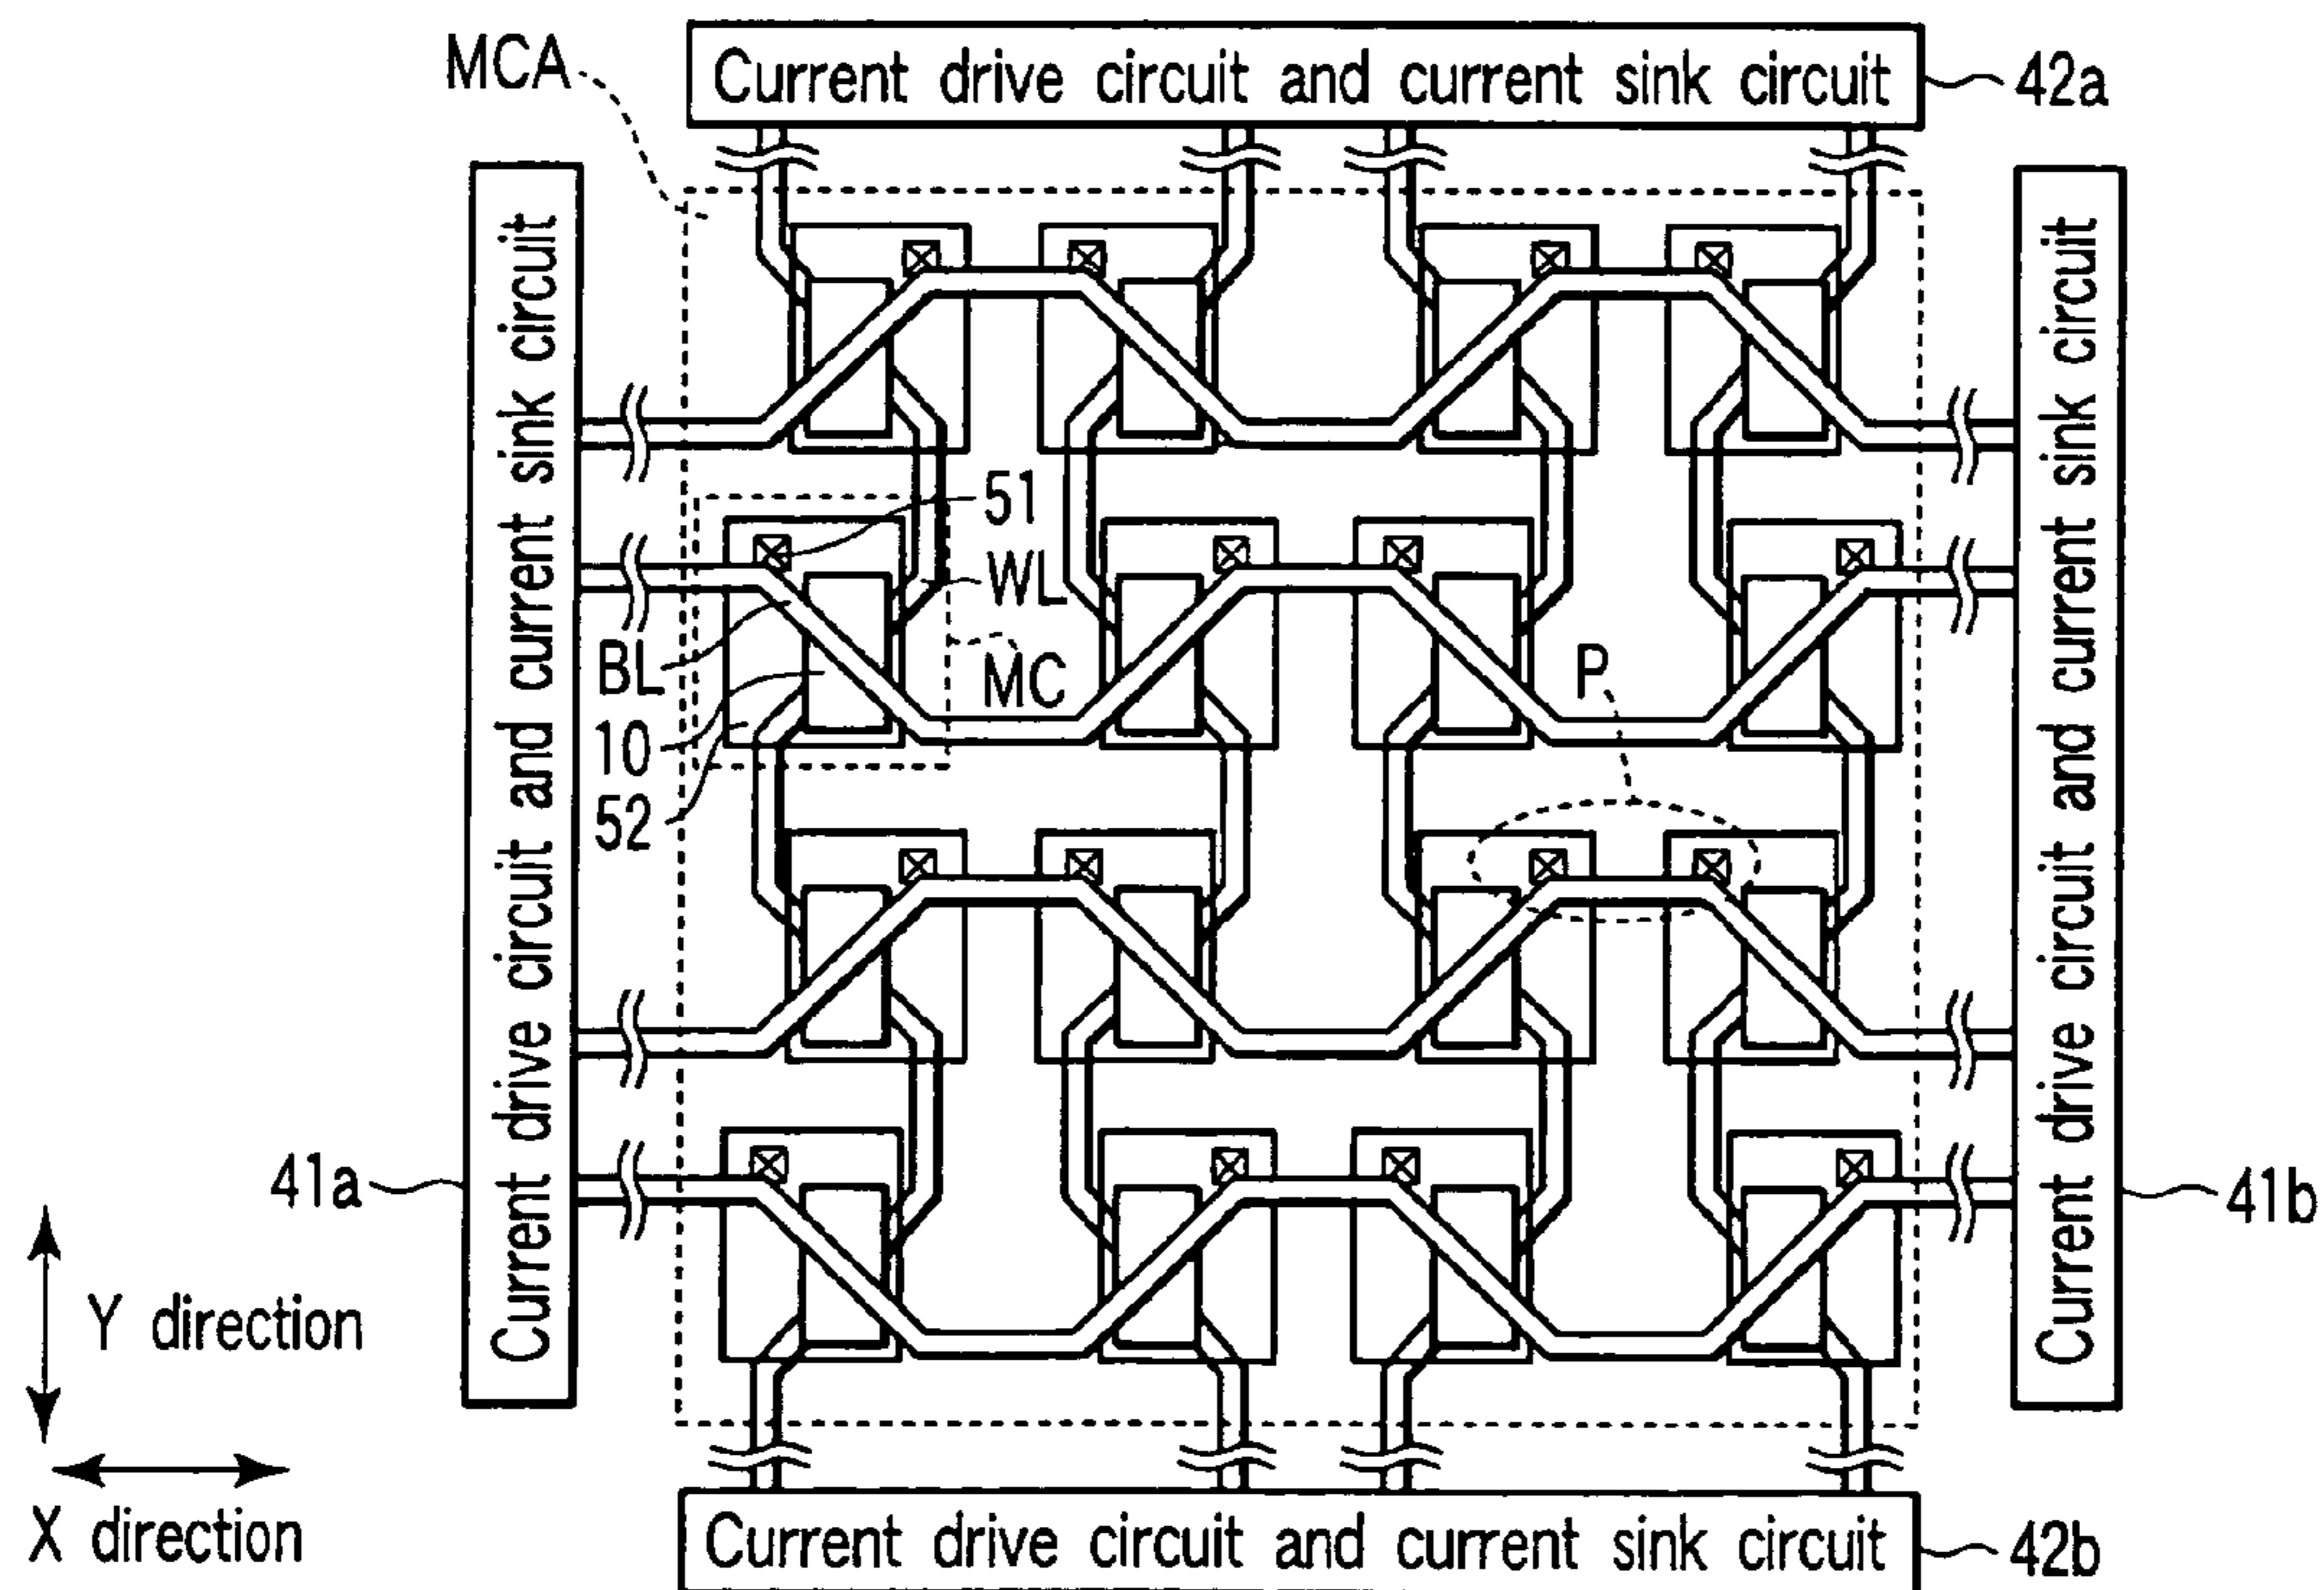 MCA
Current drive circuit and current sink circuit
42a
Current drive circuit and current sink circuit
Current drive circuit and current sink circuit
51
WL
BL
MC
P
10
52
41a
41b
Y direction
X direction
Current drive circuit and current sink circuit
42b